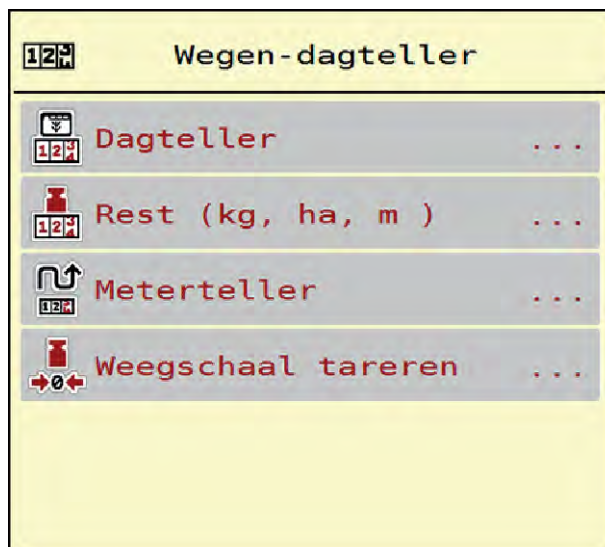 Wegen-dagteller
Dagteller ...
Rest (kg, ha, m ) ...
Meterteller ...
Weegschaal tareren ...